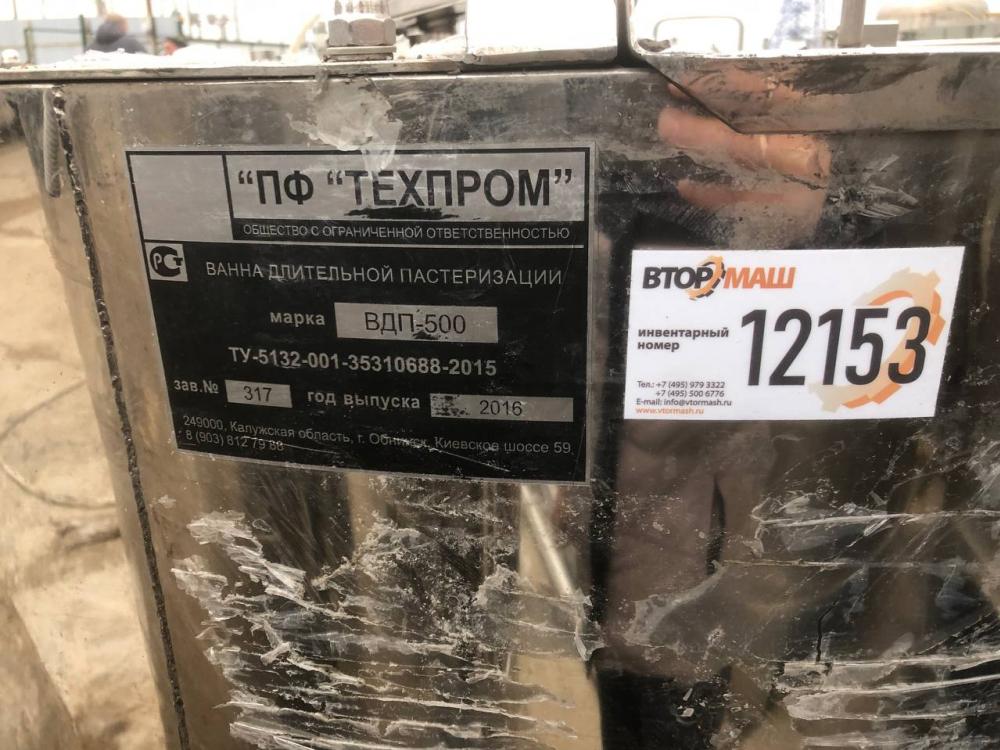 "ПФ "ТЕХПРОМ"
ОБЩЕСТВО С ОГРАНИЧЕННОЙ ОТВЕТСТВЕННОСТЬЮ
РСТ
ВАННА ДЛИТЕЛЬНОЙ ПАСТЕРИЗАЦИИ
марка ВДП-500
ТУ-5132-001-35310688-2015
зав.№ 317 год выпуска 2016
249000, Калужская область, г. Обнинск, Киевское шоссе 59
8 (903) 812 79 88
ВТОРМАШ
инвентарный
номер
12153
Тел.: +7 (495) 979 3322
+7 (495) 500 6776
E-mail: info@vtormash.ru
www.vtormash.ru